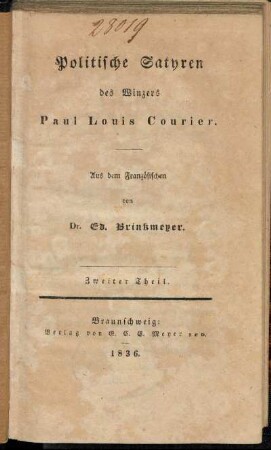 23019
Politische Satyren
des Winzers
Paul Louis Courier.
Aus dem Französischen
von
Dr. Ed. Brinkmeyer.
Zweiter Theil.
Braunschweig:
Verlag von G. C. E. Meyer sen.
1836.